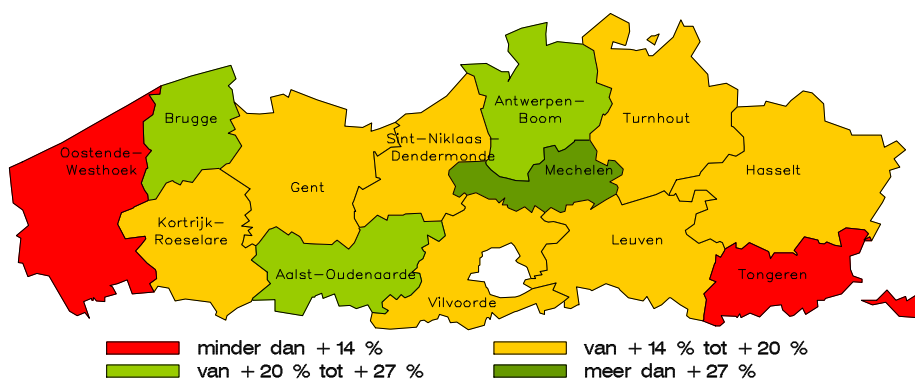 Antwerpen-
Boom
Brugge
Turnhout
Sint-Niklaas-
Dendermonde
Oostende-
Westhoek
Mechelen
Hasselt
Gent
Kortrijk-
Roeselare
Leuven
Aalst-Oudenaarde
Tongeren
Vilvoorde
minder dan +14 %
van +14 % tot +20 %
van +20 % tot +27 %
meer dan +27 %